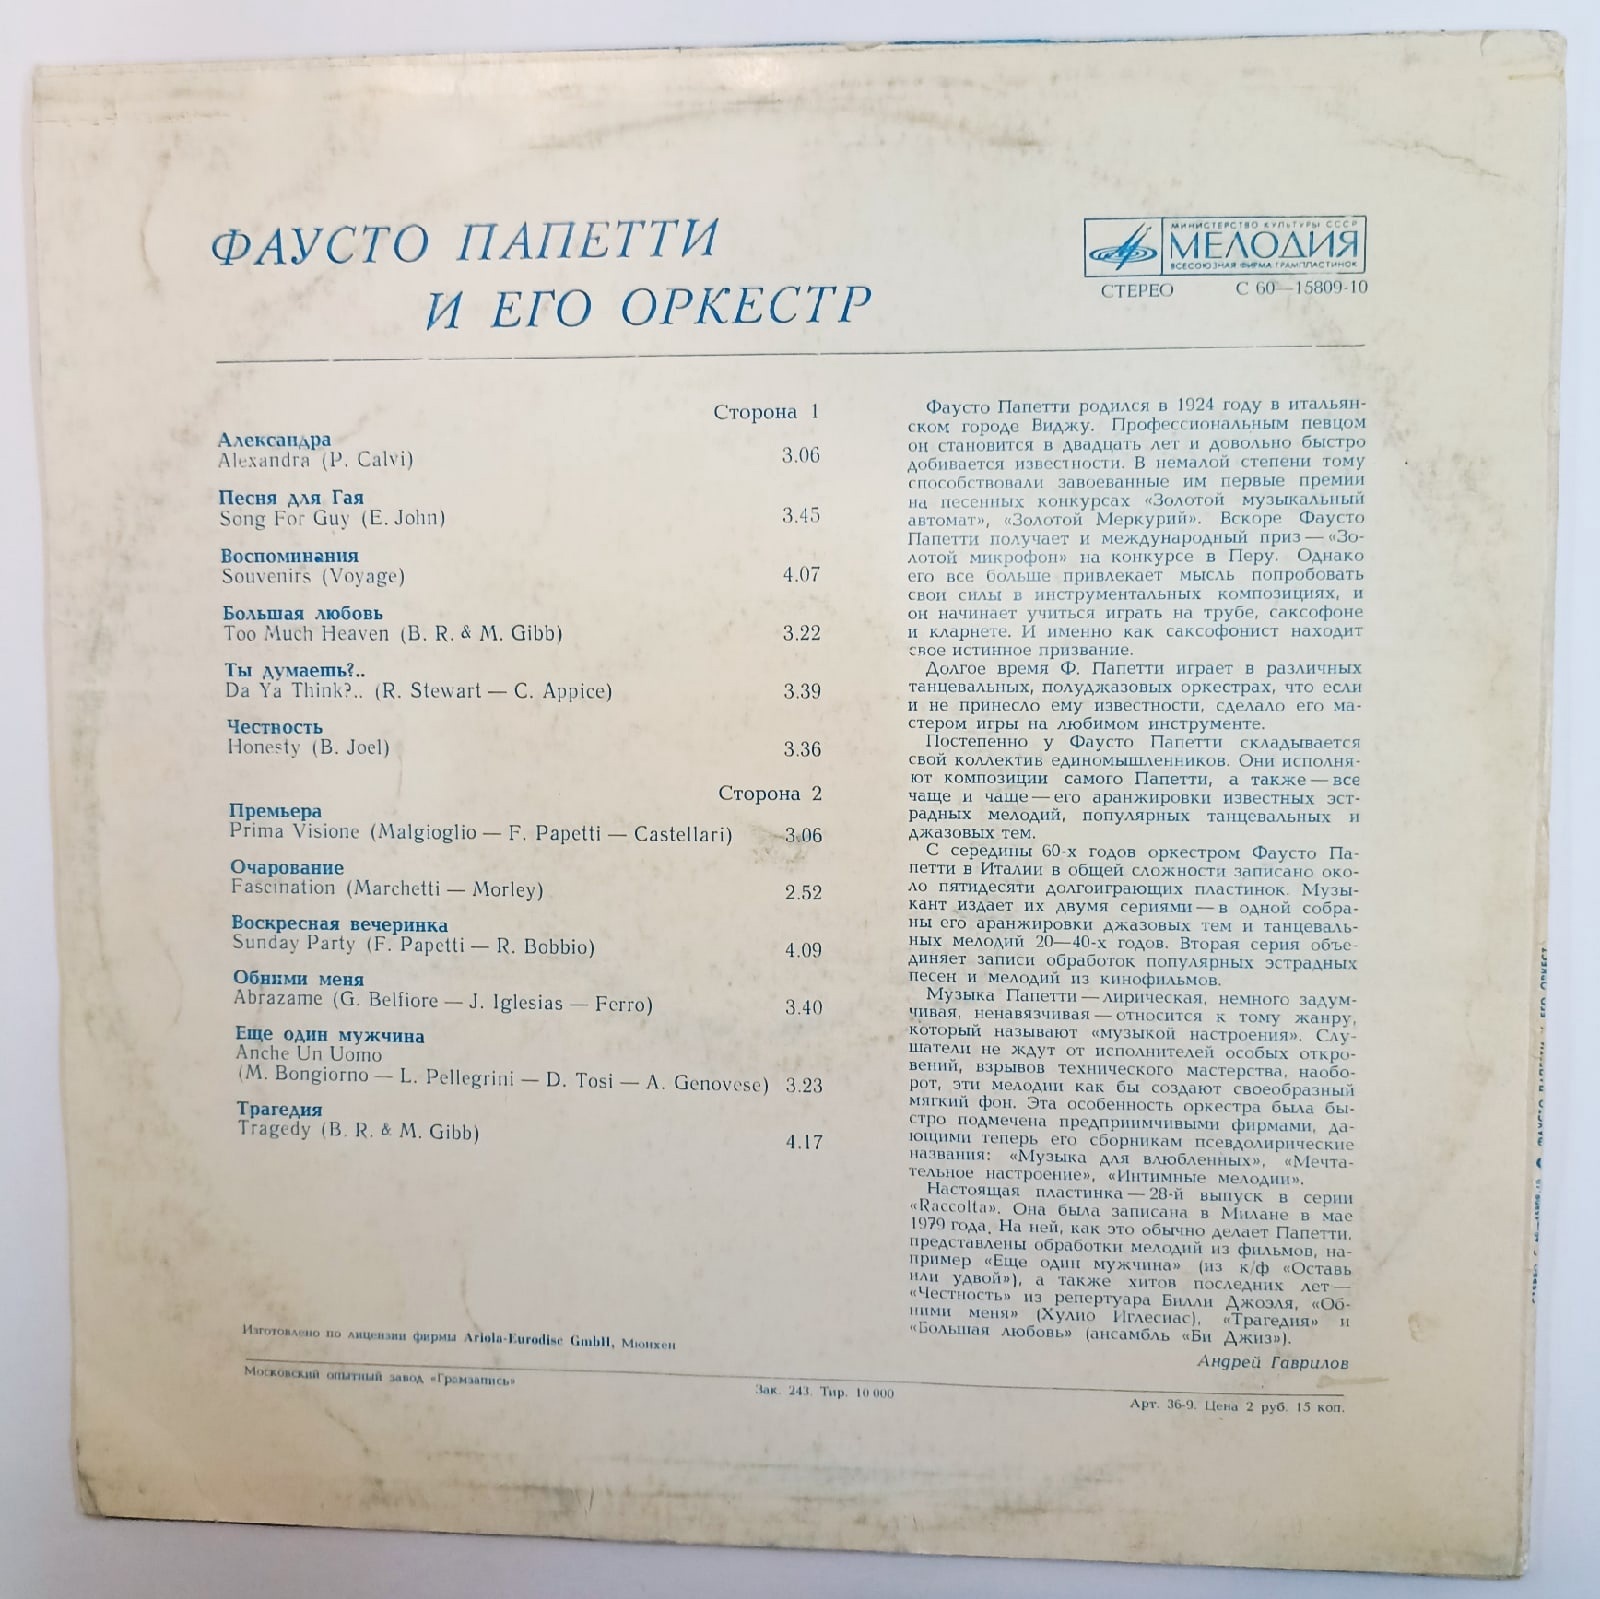 ФАУСТО ПАПЕТТИ
И ЕГО ОРКЕСТР
МИНИСТЕРСТВО КУЛЬТУРЫ СССР
МЕЛОДИЯ
ВСЕСОЮЗНАЯ ФИРМА ГРАМПЛАСТИНОК
СТЕРЕО С 60—15809-10
Сторона 1
Александра
Alexandra (P. Calvi) 3.06
Песня для Гая
Song For Guy (E. John) 3.45
Воспоминания
Souvenirs (Voyage) 4.07
Большая любовь
Too Much Heaven (B. R. & M. Gibb) 3.22
Ты думаешь?..
Da Ya Think?.. (R. Stewart — C. Appice) 3.39
Честность
Honesty (B. Joel) 3.36
Сторона 2
Премьера
Prima Visione (Malgioglio — F. Papetti — Castellari) 3.06
Очарование
Fascination (Marchetti — Morley) 2.52
Воскресная вечеринка
Sunday Party (F. Papetti — R. Bobbio) 4.09
Обними меня
Abrazame (G. Belfiore — J. Iglesias — Ferro) 3.40
Еще один мужчина
Anche Un Uomo
(M. Bongiorno — L. Pellegrini — D. Tosi — A. Genovese) 3.23
Трагедия
Tragedy (B. R. & M. Gibb) 4.17
Фаусто Папетти родился в 1924 году в итальян-
ском городе Виджу. Профессиональным певцом
он становится в двадцать лет и довольно быстро
добивается известности. В немалой степени тому
способствовали завоеванные им первые премии
на песенных конкурсах «Золотой музыкальный
автомат», «Золотой Меркурий». Вскоре Фаусто
Папетти получает и международный приз — «Зо-
лотой микрофон» на конкурсе в Перу. Однако
его все больше привлекает мысль попробовать
свои силы в инструментальных композициях, и
он начинает учиться играть на трубе, саксофоне
и кларнете. И именно как саксофонист находит
свое истинное призвание.
Долгое время Ф. Папетти играет в различных
танцевальных, полуджазовых оркестрах, что если
и не принесло ему известности, сделало его ма-
стером игры на любимом инструменте.
Постепенно у Фаусто Папетти складывается
свой коллектив единомышленников. Они исполня-
ют композиции самого Папетти, а также — все
чаще и чаще — его аранжировки известных эст-
радных мелодий, популярных танцевальных и
джазовых тем.
С середины 60-х годов оркестром Фаусто Па-
петти в Италии в общей сложности записано око-
ло пятидесяти долгоиграющих пластинок. Музы-
кант издает их двумя сериями — в одной собра-
ны его аранжировки джазовых тем и танцеваль-
ных мелодий 20—40-х годов. Вторая серия объе-
диняет записи обработок популярных эстрадных
песен и мелодий из кинофильмов.
Музыка Папетти — лирическая, немного задум-
чивая, ненавязчивая — относится к тому жанру,
который называют «музыкой настроения». Слу-
шатели не ждут от исполнителей особых откро-
вений, взрывов технического мастерства, наобо-
рот, эти мелодии как бы создают своеобразный
мягкий фон. Эта особенность оркестра была бы-
стро подмечена предприимчивыми фирмами, да-
ющими теперь его сборникам псевдолирические
названия: «Музыка для влюбленных», «Мечта-
тельное настроение», «Интимные мелодии».
Настоящая пластинка — 28-й выпуск в серии
«Raccolta». Она была записана в Милане в мае
1979 года. На ней, как это обычно делает Папетти,
представлены обработки мелодий из фильмов, на-
пример «Еще один мужчина» (из к/ф «Оставь
или удвой»), а также хитов последних лет —
«Честность» из репертуара Билли Джоэля, «Об-
ними меня» (Хулио Иглесиас), «Трагедия» и
«Большая любовь» (ансамбль «Би Джиз»).
Андрей Гаврилов
Изготовлено по лицензии фирмы Ariola-Eurodisc GmbH, Мюнхен
Московский опытный завод «Грамзапись»
Зак. 243. Тир. 10 000
Арт. 36-9. Цена 2 руб. 15 коп.